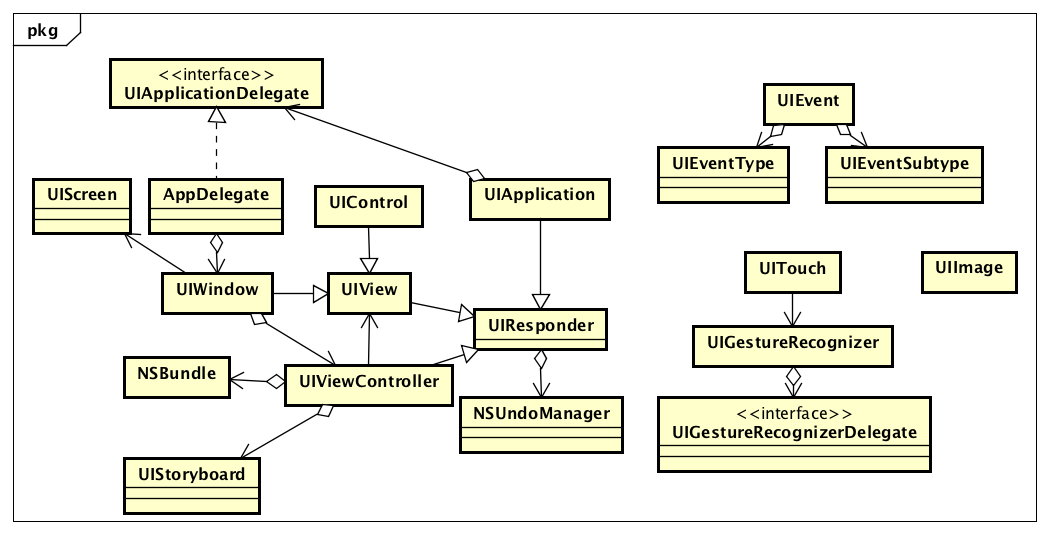 pkg
<<interface>>
UIApplicationDelegate
UIEvent
UIEventType
UIEventSubtype
UIScreen
AppDelegate
UIControl
UIApplication
UIWindow
UIView
UITouch
UIImage
UIResponder
UIGestureRecognizer
NSBundle
UIViewController
NSUndoManager
<<interface>>
UIGestureRecognizerDelegate
UIStoryboard